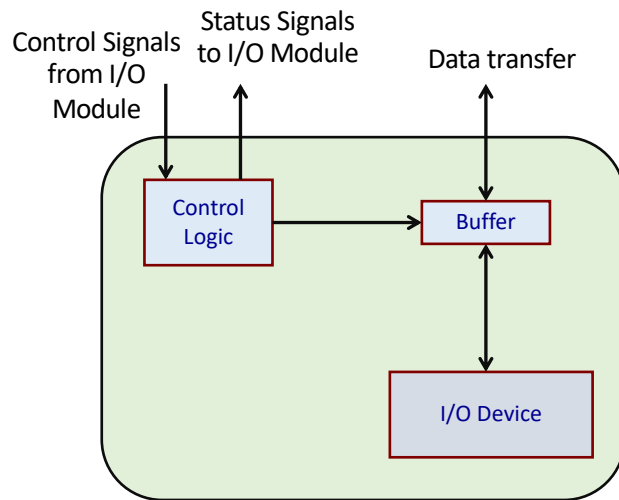 Control Signals
from I/O
Module
Status Signals
to I/O Module
Data transfer
Control
Logic
Buffer
I/O Device